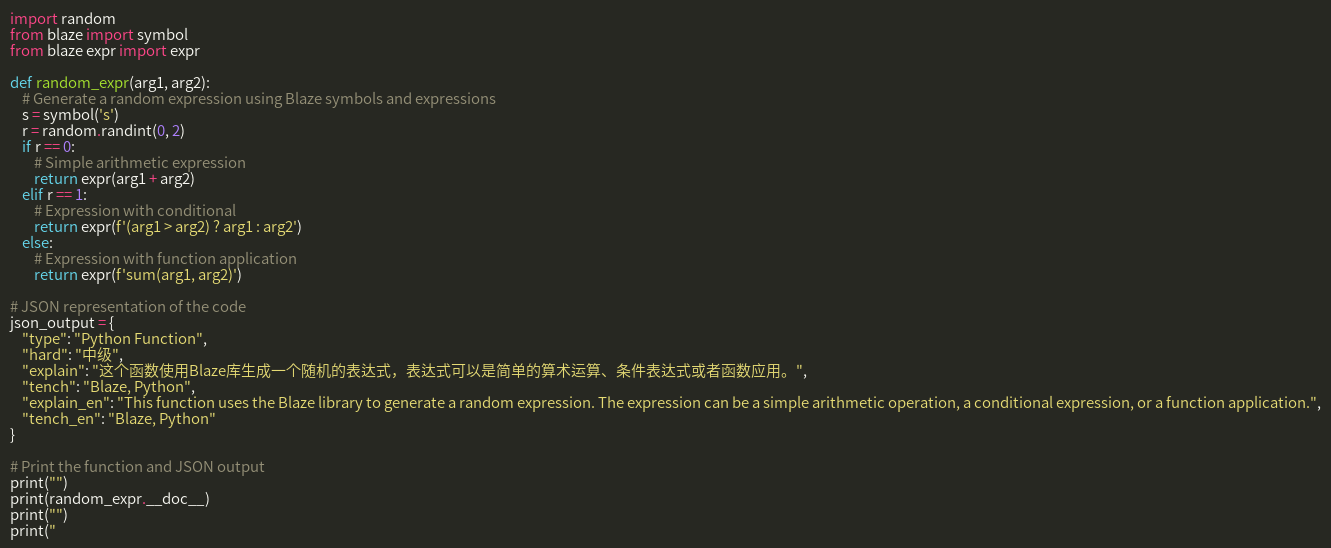 import random
from blaze import symbol
from blaze expr import expr
def random_expr(arg1, arg2):
# Generate a random expression using Blaze symbols and expressions
s = symbol('s')
r = random.randint(0, 2)
if r == 0:
# Simple arithmetic expression
return expr(arg1 + arg2)
elif r == 1:
# Expression with conditional
return expr(f'(arg1 > arg2) ? arg1 : arg2')
else:
# Expression with function application
return expr(f'sum(arg1, arg2)')
# JSON representation of the code
json_output = {
"type": "Python Function",
"hard": "中级",
"explain": "这个函数使用Blaze库生成一个随机的表达式，表达式可以是简单的算术运算、条件表达式或者函数应用。",
"tench": "Blaze, Python",
"explain_en": "This function uses the Blaze library to generate a random expression. The expression can be a simple arithmetic operation, a conditional expression, or a function application.",
"tench_en": "Blaze, Python"
}
# Print the function and JSON output
print("")
print(random_expr.__doc__)
print("")
print("